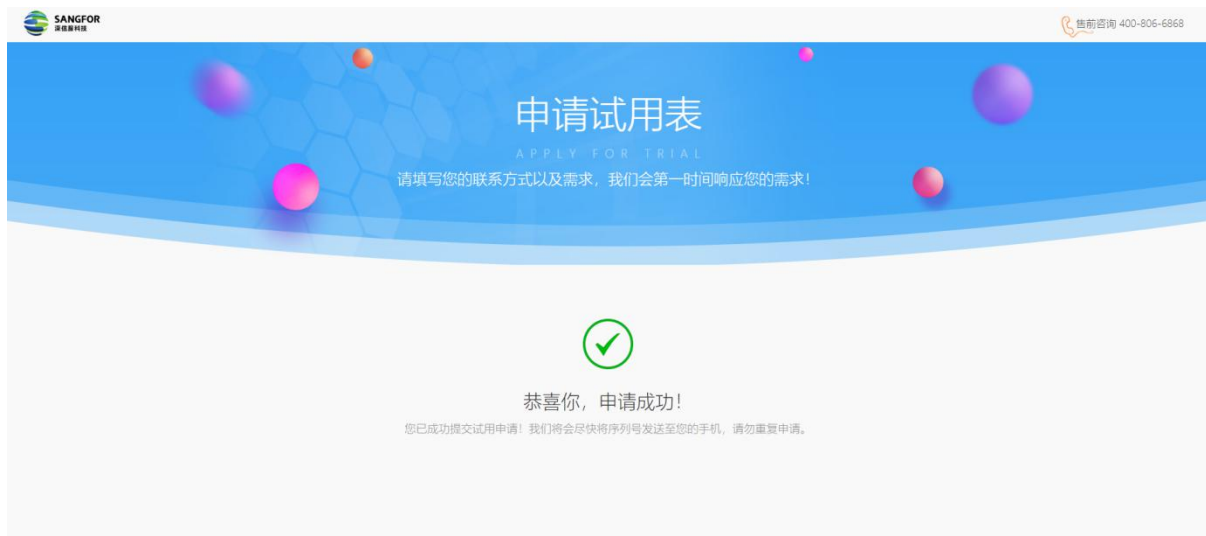 SANGFOR
深信服科技
售前咨询 400-806-6868
申请试用表
APPLY FOR TRIAL
请填写您的联系方式以及需求，我们会第一时间响应您的需求！
恭喜你，申请成功！
您已成功提交试用申请！我们将会尽快将序列号发送至您的手机，请勿重复申请。